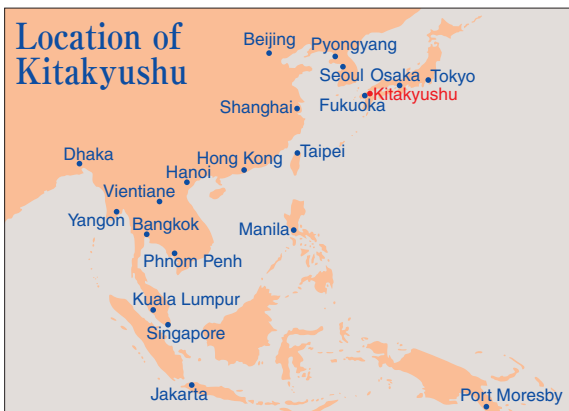 Location of
Kitakyushu
Beijing
Pyongyang
Seoul
Osaka
Tokyo
Kitakyushu
Fukuoka
Shanghai
Taipei
Hong Kong
Dhaka
Hanoi
Vientiane
Yangon
Bangkok
Manila
Phnom Penh
Kuala Lumpur
Singapore
Jakarta
Port Moresby